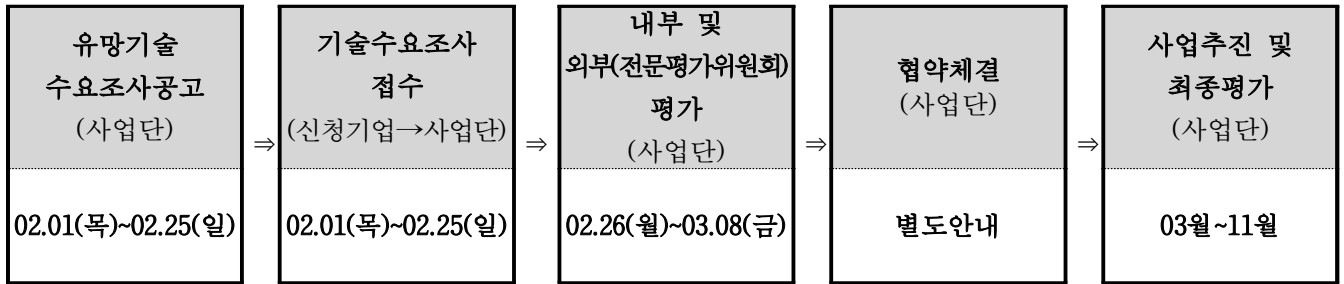 유망기술
수요조사공고
(사업단)
02.01(목)~02.25(일)
⇒
기술수요조사
접수
(신청기업→사업단)
02.01(목)~02.25(일)
⇒
내부 및
외부(전문평가위원회)
평가
(사업단)
02.26(월)~03.08(금)
⇒
협약체결
(사업단)
별도안내
⇒
사업추진 및
최종평가
(사업단)
03월~11월